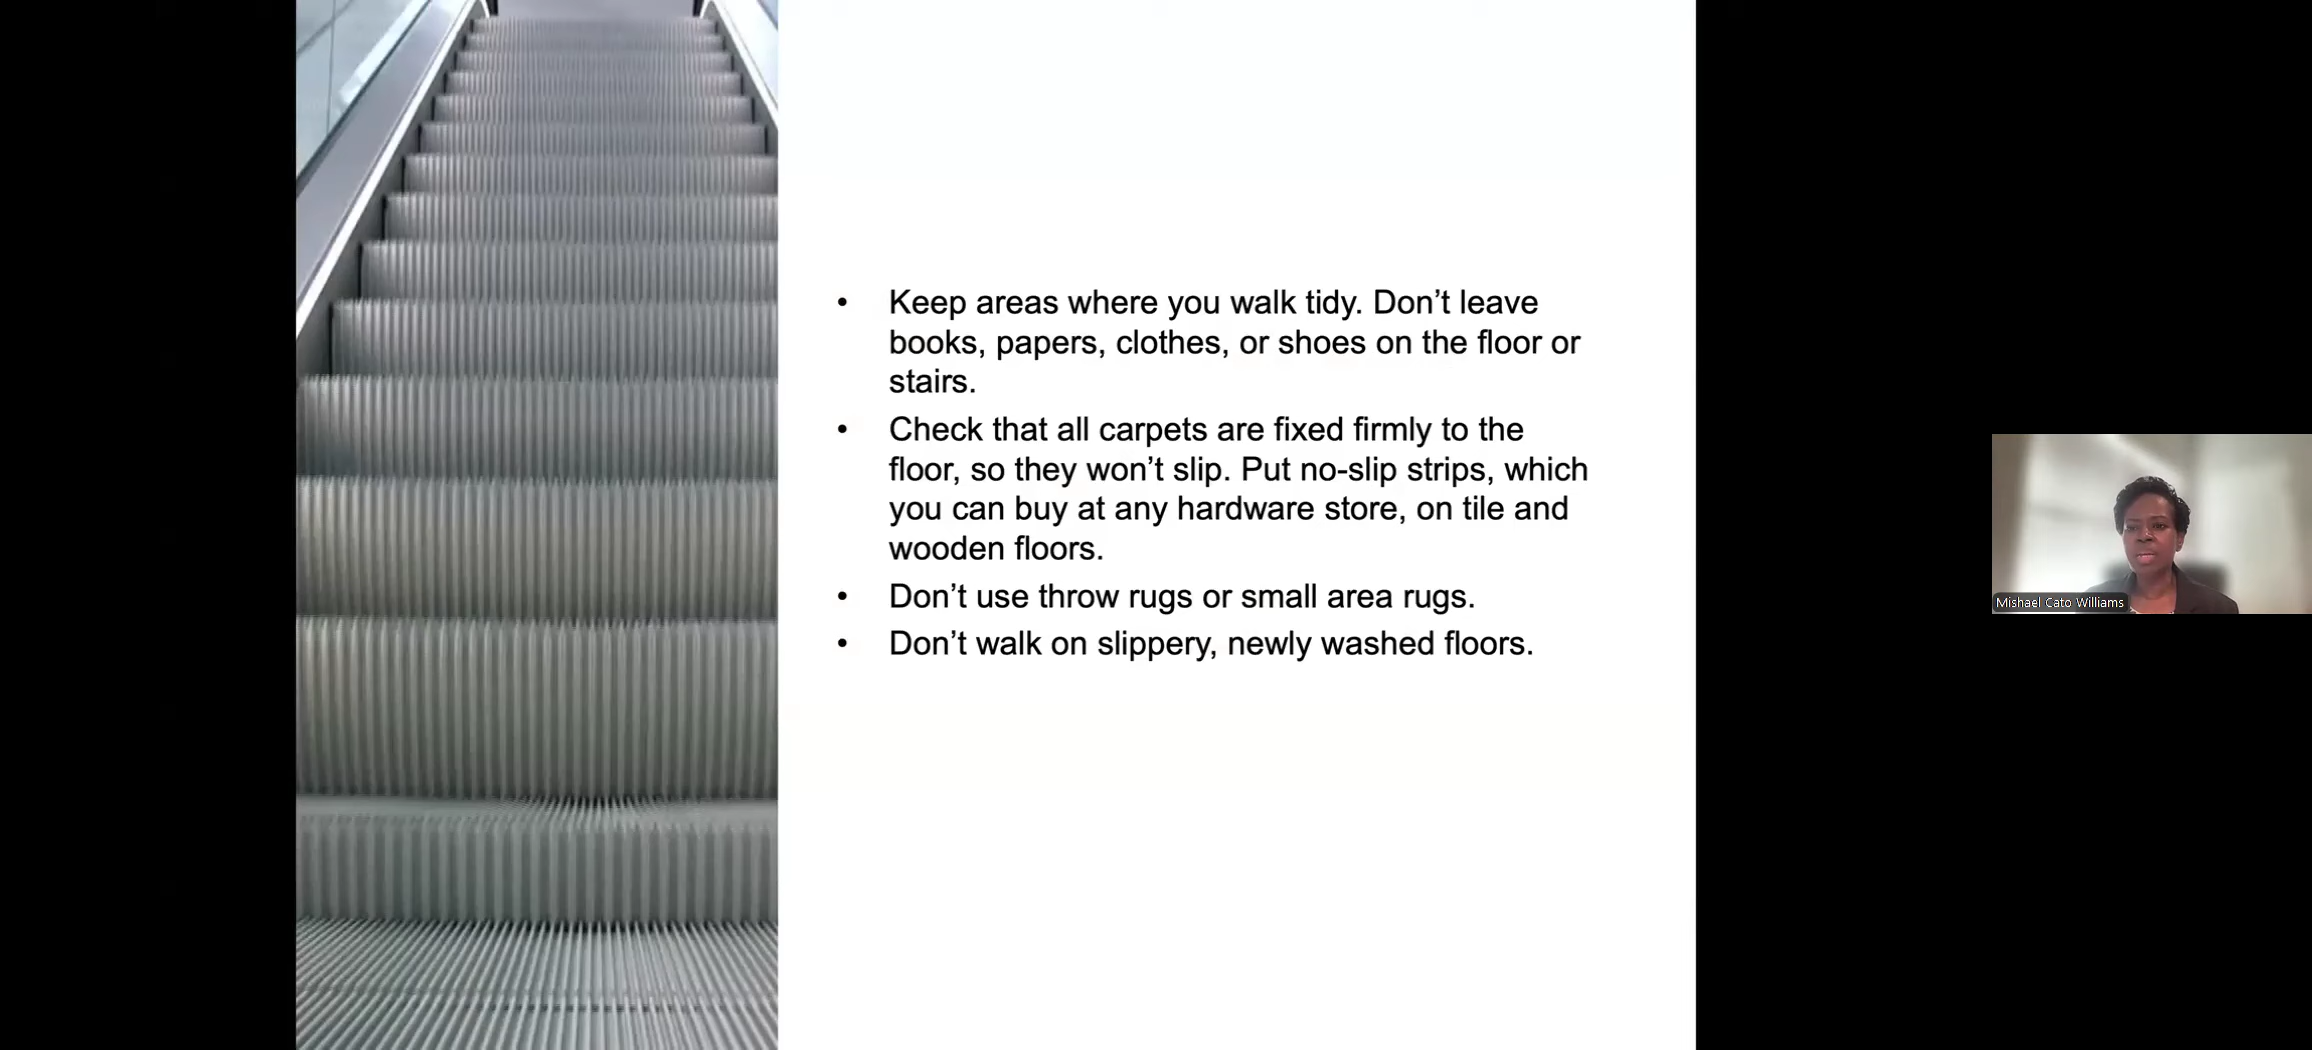 • Keep areas where you walk tidy. Don’t leave
books, papers, clothes, or shoes on the floor or
stairs.
• Check that all carpets are fixed firmly to the
floor, so they won’t slip. Put no-slip strips, which
you can buy at any hardware store, on tile and
wooden floors.
• Don’t use throw rugs or small area rugs.
• Don’t walk on slippery, newly washed floors.
Mishael Cato Williams